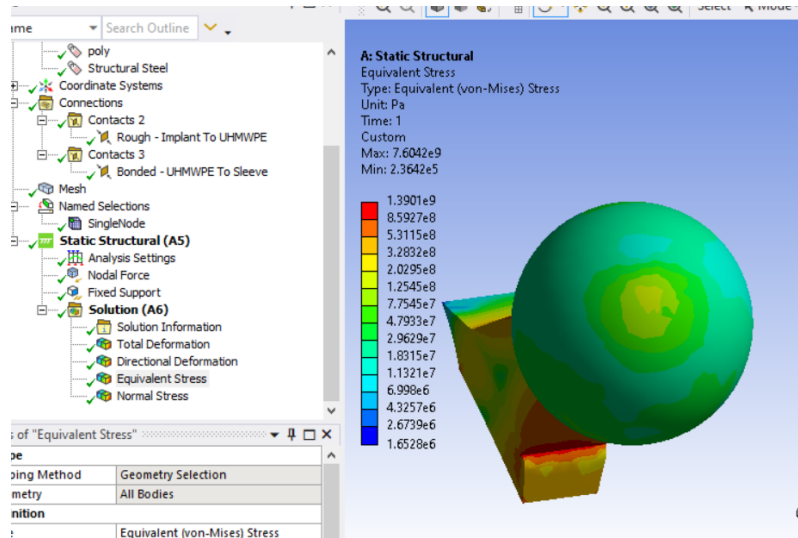 ame
Search Outline
Select
Mode
poly
Structural Steel
Coordinate Systems
Connections
Contacts 2
Rough - Implant To UHMWPE
Contacts 3
Bonded - UHMWPE To Sleeve
Mesh
Named Selections
SingleNode
Static Structural (A5)
Analysis Settings
Nodal Force
Fixed Support
Solution (A6)
Solution Information
Total Deformation
Directional Deformation
Equivalent Stress
Normal Stress
s of "Equivalent Stress"
pe
ping Method Geometry Selection
metry All Bodies
nition
e Equivalent (von-Mises) Stress
A: Static Structural
Equivalent Stress
Type: Equivalent (von-Mises) Stress
Unit: Pa
Time: 1
Custom
Max: 7.6042e9
Min: 2.3642e5
1.3901e9
8.5927e8
5.3115e8
3.2832e8
2.0295e8
1.2545e8
7.7545e7
4.7933e7
2.9629e7
1.8315e7
1.1321e7
6.998e6
4.3257e6
2.6739e6
1.6528e6